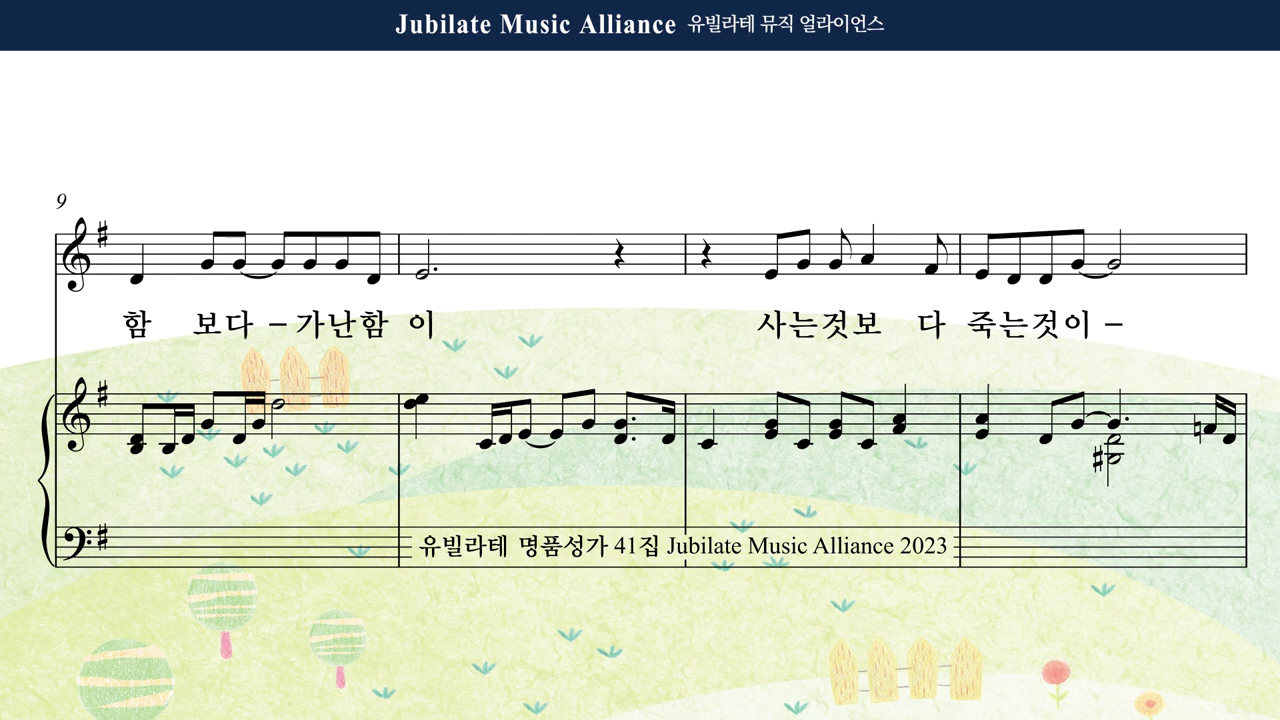 Jubilate Music Alliance 유빌라테 뮤직 얼라이언스
9
함 보다 – 가난함 이 사는것보 다 죽는것이 –
유빌라테 명품성가 41집 Jubilate Music Alliance 2023